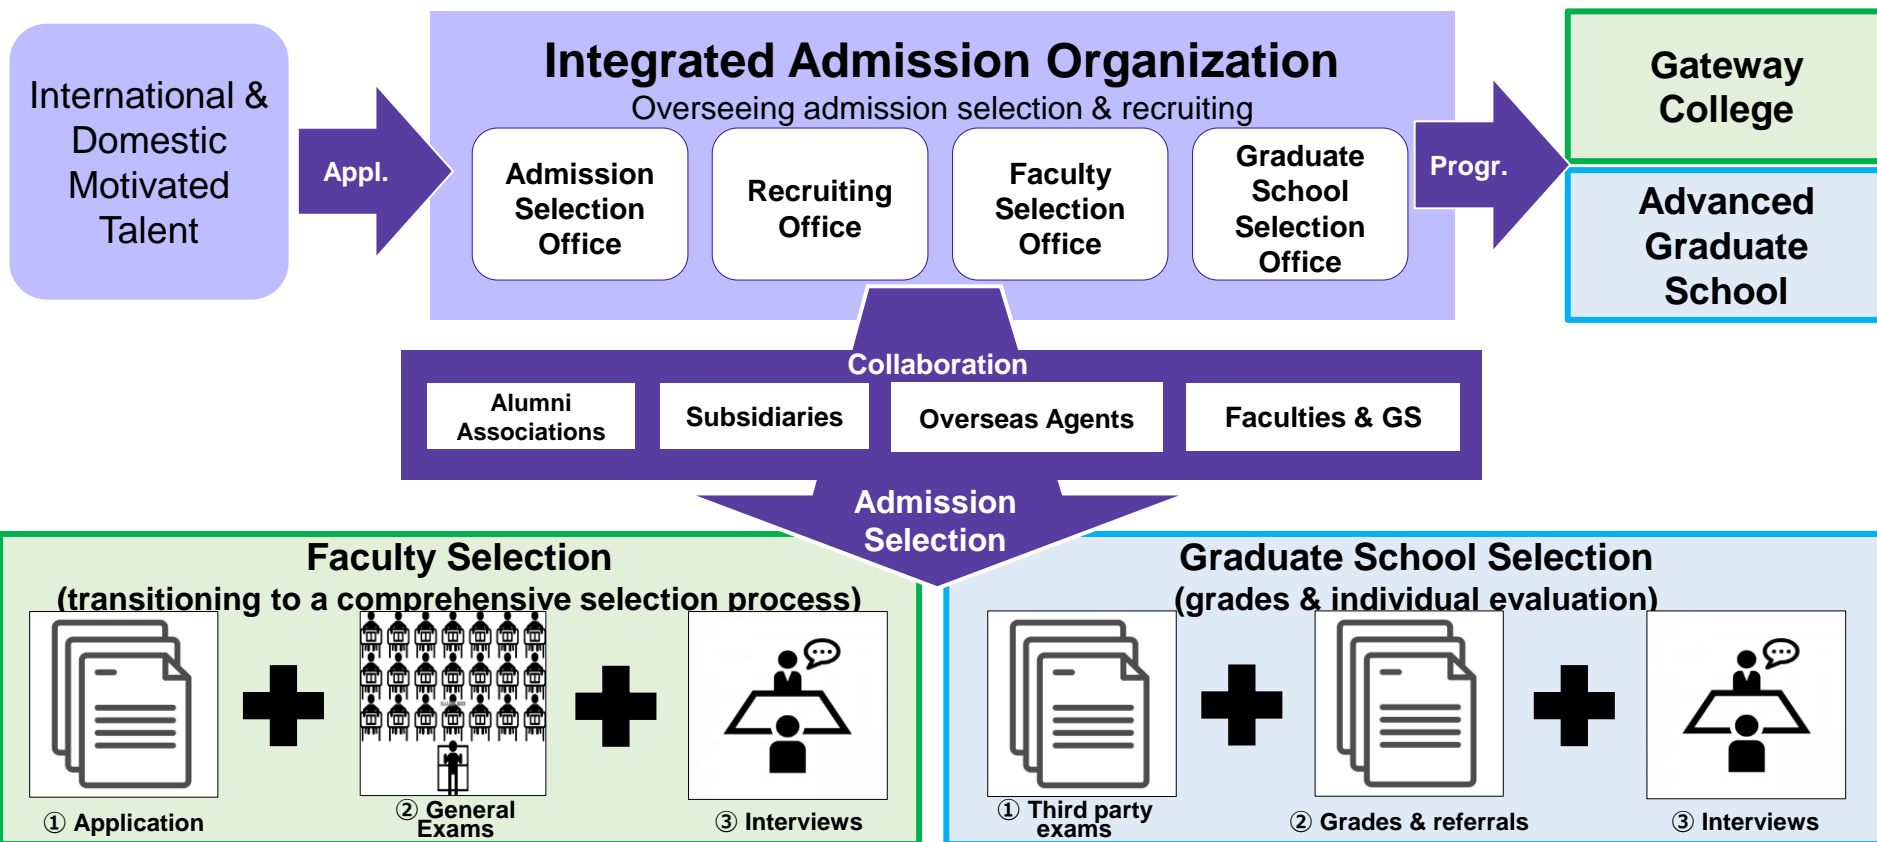 International &
Domestic
Motivated
Talent
Appl.
Integrated Admission Organization
Overseeing admission selection & recruiting
Admission
Selection
Office
Recruiting
Office
Faculty
Selection
Office
Graduate
School
Selection
Office
Progr.
Gateway
College
Advanced
Graduate
School
Collaboration
Alumni
Associations
Subsidiaries
Overseas Agents
Faculties & GS
Admission
Selection
Faculty Selection
(transitioning to a comprehensive selection process)
① Application
② General
Exams
③ Interviews
Graduate School Selection
(grades & individual evaluation)
① Third party
exams
② Grades & referrals
③ Interviews